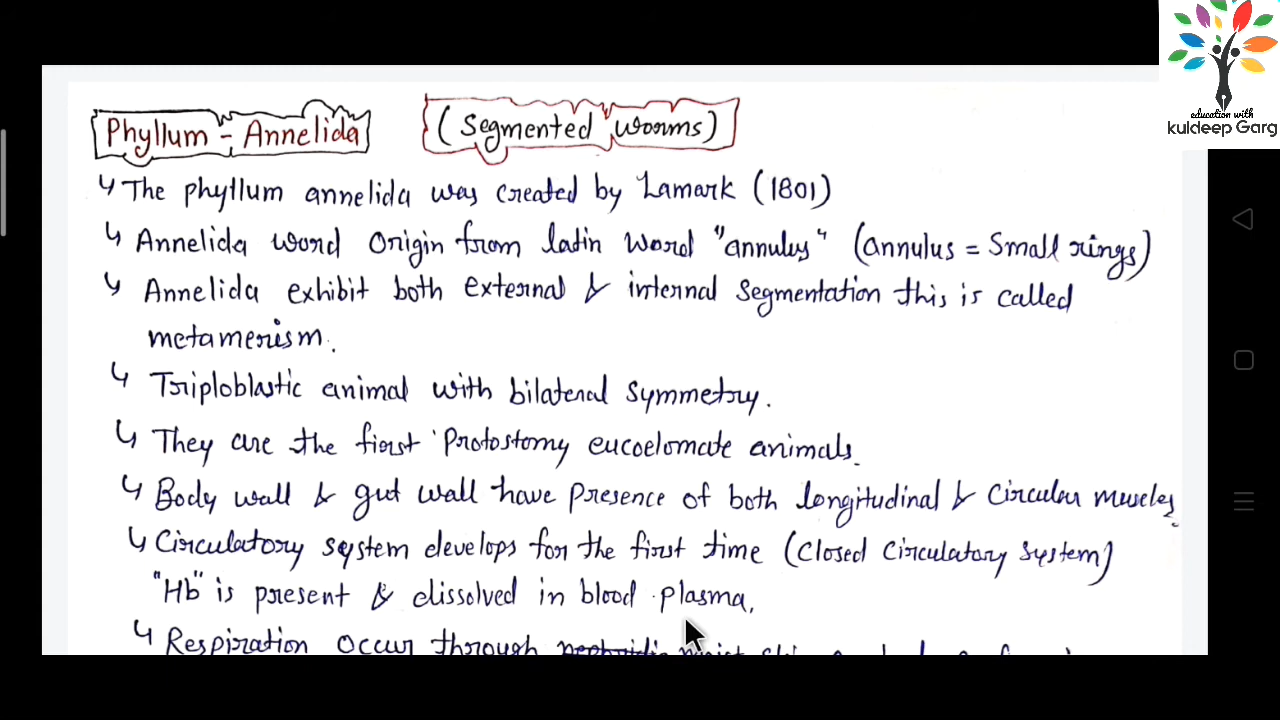 education with
kuldeep Garg
Phyllum - Annelida (Segmented worms)
↳ The phyllum annelida was created by Lamark (1801)
↳ Annelida word origin from latin word "annulus" (annulus = Small rings)
↳ Annelida exhibit both external & internal segmentation this is called
metamerism.
↳ Triploblastic animal with bilateral symmetry.
↳ They are the first Protostomy eucoelomate animals.
↳ Body wall & gut wall have presence of both longitudinal & circular muscles.
↳ Circulatory system develops for the first time (closed circulatory system)
"Hb" is present & dissolved in blood plasma.
↳ Respiration occur through